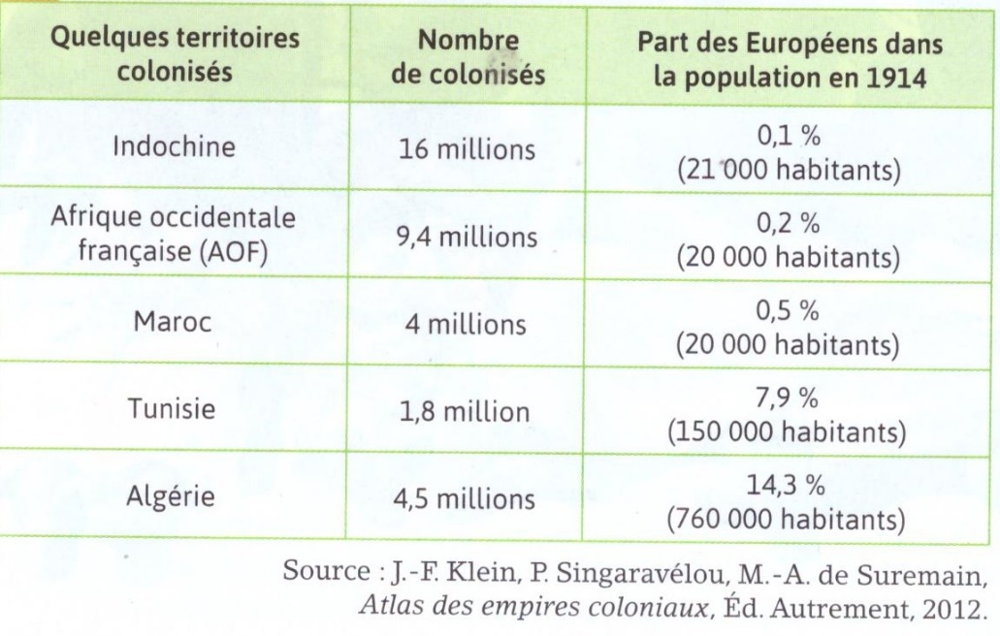 Quelques territoires
colonisés
Nombre
de colonisés
Part des Européens dans
la population en 1914
Indochine
16 millions
0,1 %
(21 000 habitants)
Afrique occidentale
française (AOF)
9,4 millions
0,2 %
(20 000 habitants)
Maroc
4 millions
0,5 %
(20 000 habitants)
Tunisie
1,8 million
7,9 %
(150 000 habitants)
Algérie
4,5 millions
14,3 %
(760 000 habitants)
Source : J.-F. Klein, P. Singaravélou, M.-A. de Suremain,
Atlas des empires coloniaux, Éd. Autrement, 2012.